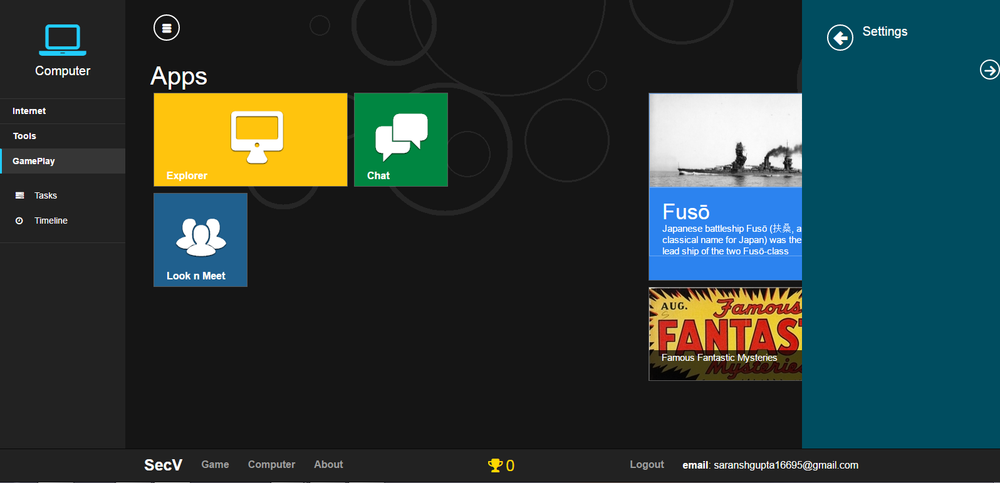 Computer
Internet
Tools
GamePlay
Tasks
Timeline
Apps
Explorer
Chat
Look n Meet
Fusō
Japanese battleship Fusō (扶桑, a
classical name for Japan) was the
lead ship of the two Fusō-class
AUG.
Famous
FANTAS
Famous Fantastic Mysteries
Mysterie
Settings
SecV
Game
Computer
About
0
Logout
email: saranshgupta16695@gmail.com